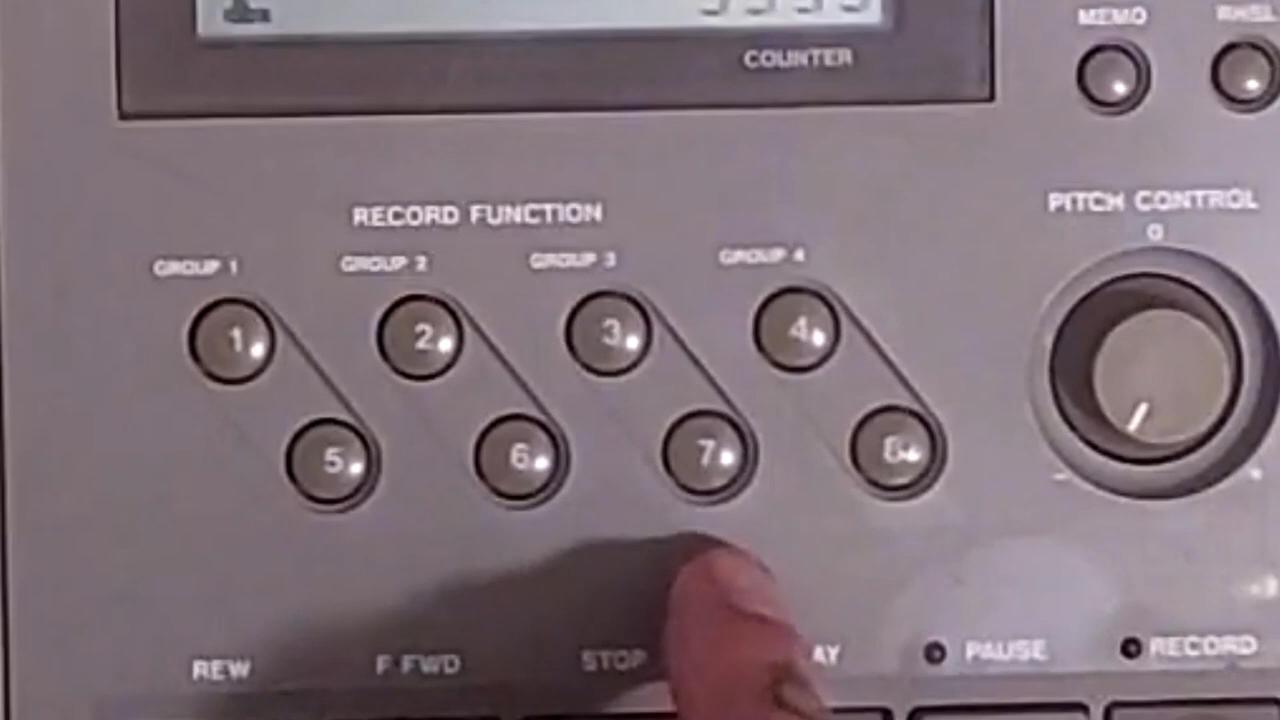 COUNTER
MEMO
RECORD FUNCTION
PITCH CONTROL
0
GROUP 1 GROUP 2 GROUP 3 GROUP 4
1 2 3 4
5 6 7 8
- +
REW F FWD STOP AY PAUSE RECORD